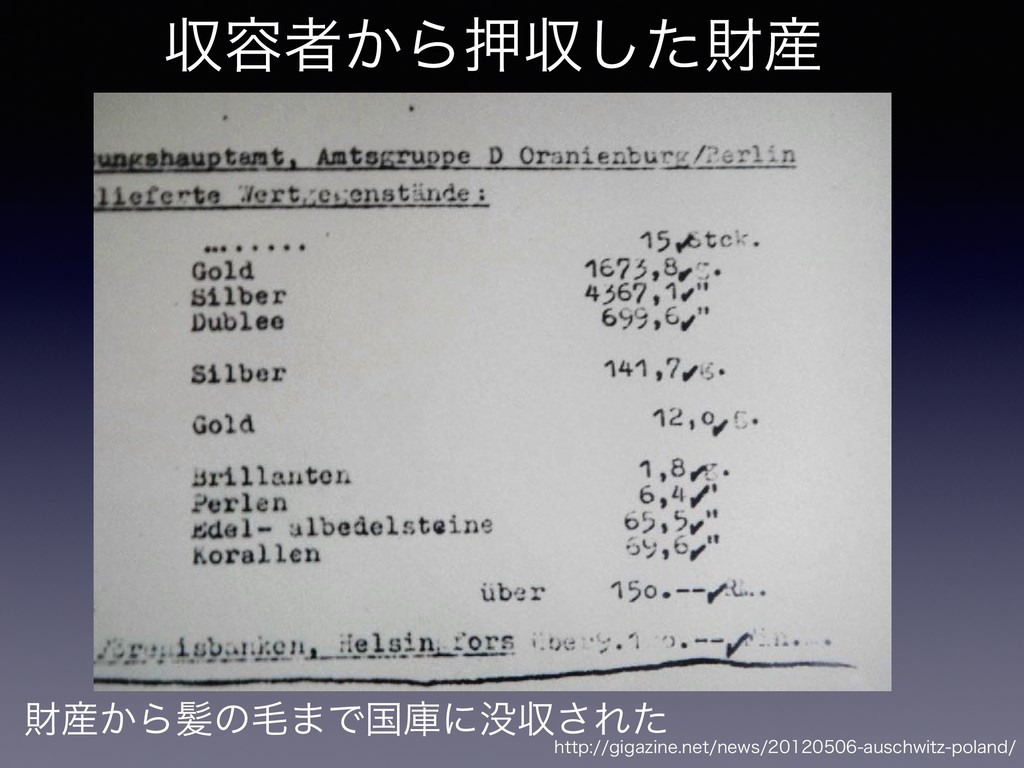 収容者から押収した財産
ungshauptamt, Amtsgruppe D Oranienburg/Berlin
lieferte Wertgegenstände:
........ 15 Stck.
Gold 1673,8 g.
Silber 4367,1 "
Dublee 699,6 "
Silber 141,7 g.
Gold 12,o g.
Brillanten 1,8 g.
Perlen 6,4 "
Edel- albedelsteine 65,5 "
Korallen 69,6 "
über 15o.-- RM.
Helsingfors über
財産から髪の毛まで国庫に没収された
http://gigazine.net/news/20120506-auschwitz-poland/